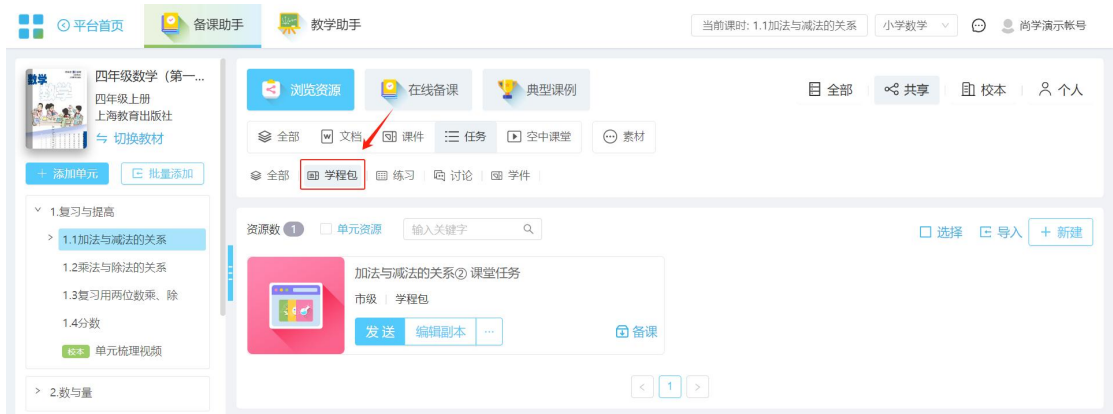 平台首页 备课助手 教学助手 当前课时: 1.1加法与减法的关系 小学数学 尚学演示帐号
数学
四年级数学（第一...
四年级上册
上海教育出版社
切换教材
+ 添加单元 批量添加
1.复习与提高
1.1加法与减法的关系
1.2乘法与除法的关系
1.3复习用两位数乘、除
1.4分数
校本 单元梳理视频
2.数与量
浏览资源 在线备课 典型课例 全部 共享 校本 个人
全部 文档 课件 任务 空中课堂 素材
全部 学程包 练习 讨论 学件
资源数 1 单元资源 输入关键字 选择 导入 + 新建
加法与减法的关系② 课堂任务
市级 学程包
发送 编辑副本 ... 备课
< 1 >